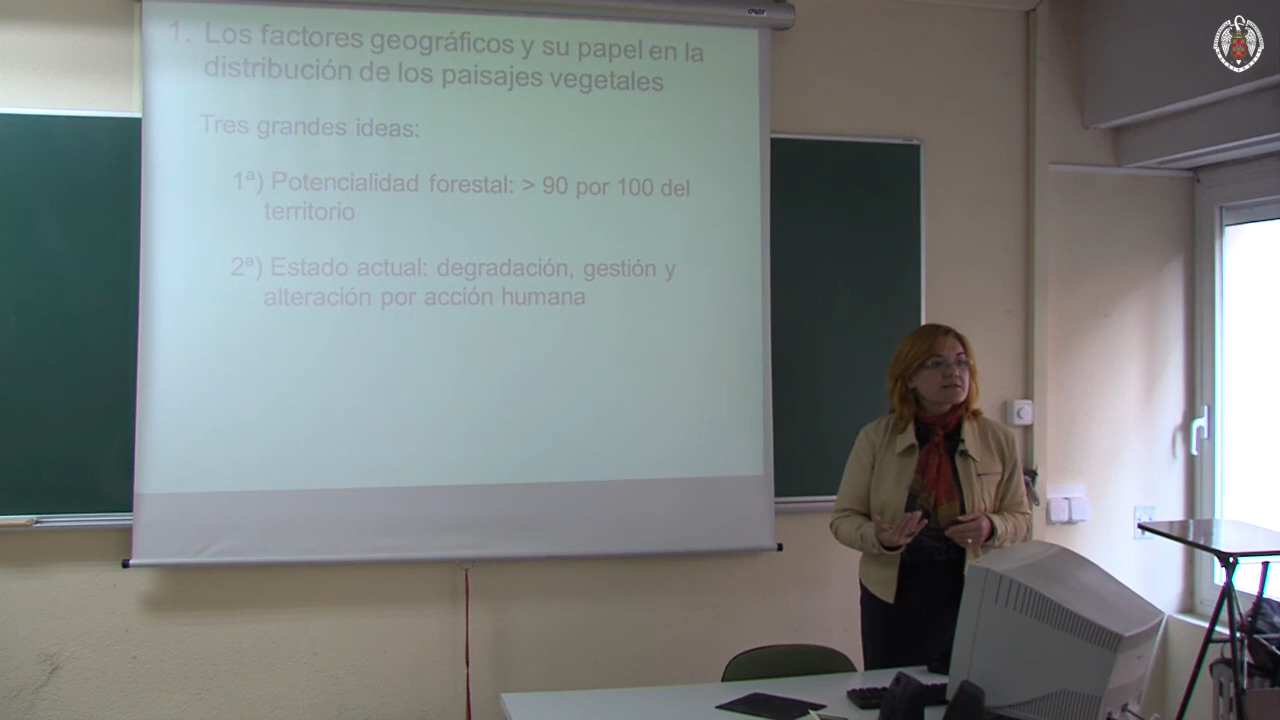 1. Los factores geográficos y su papel en la
distribución de los paisajes vegetales
Tres grandes ideas:
1ª) Potencialidad forestal: > 90 por 100 del
territorio
2ª) Estado actual: degradación, gestión y
alteración por acción humana